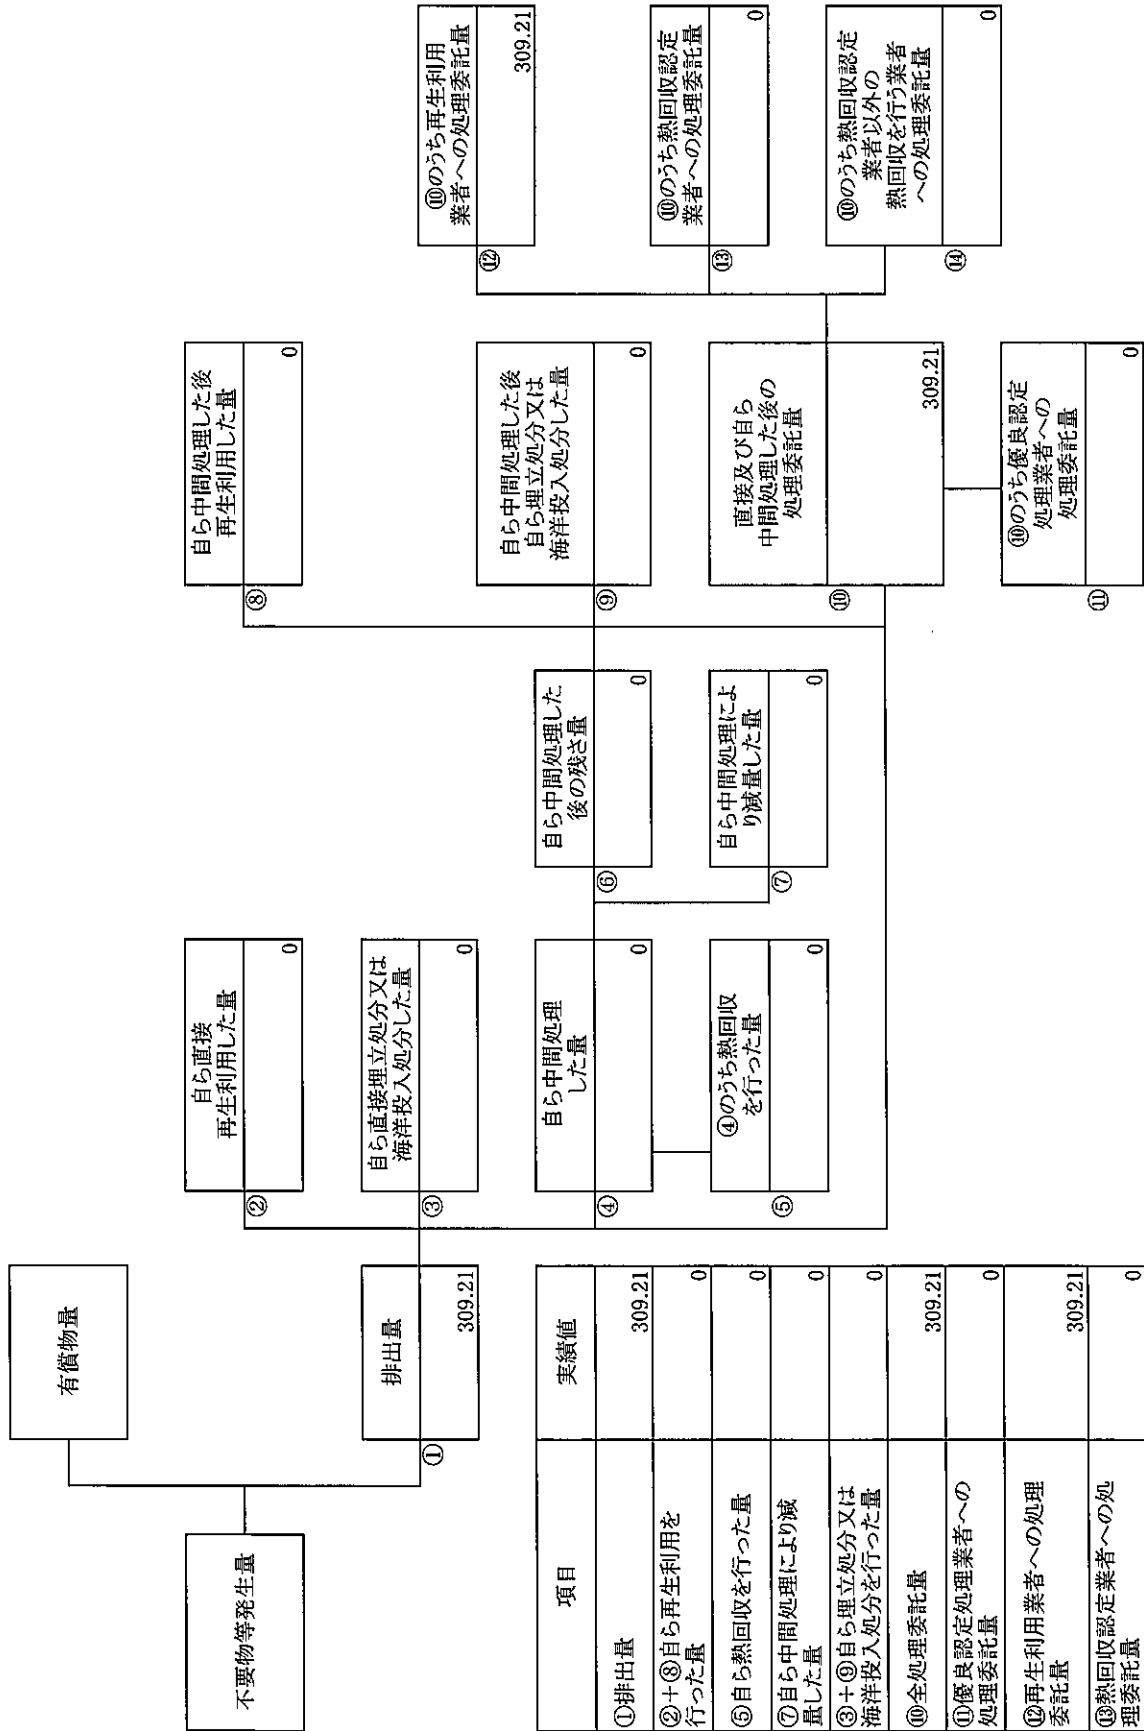 不要物等発生量
有償物量
①
排出量
309.21
②
自ら直接
再生利用した量
0
③
自ら直接埋立処分又は
海洋投入処分した量
0
④
自ら中間処理
した量
0
⑤
④のうち熱回収
を行った量
0
⑥
自ら中間処理した
後の残さ量
0
⑦
自ら中間処理によ
り減量した量
0
⑧
自ら中間処理した後
再生利用した量
0
⑨
自ら中間処理した後
自ら埋立処分又は
海洋投入処分した量
0
⑩
直接及び自ら
中間処理した後の
処理委託量
309.21
⑪
⑩のうち優良認定
処理業者への
処理委託量
0
⑫
⑩のうち再生利用
業者への処理委託量
309.21
⑬
⑩のうち熱回収認定
業者への処理委託量
0
⑭
⑩のうち熱回収認定
業者以外の
熱回収を行う業者
への処理委託量
0
項目 実績値
①排出量 309.21
②+⑧自ら再生利用を
行った量 0
⑤自ら熱回収を行った量 0
⑦自ら中間処理により減
量した量 0
③+⑨自ら埋立処分又は
海洋投入処分を行った量 0
⑩全処理委託量 309.21
⑪優良認定処理業者への
処理委託量 0
⑫再生利用業者への処理
委託量 309.21
⑬熱回収認定業者への処
理委託量 0